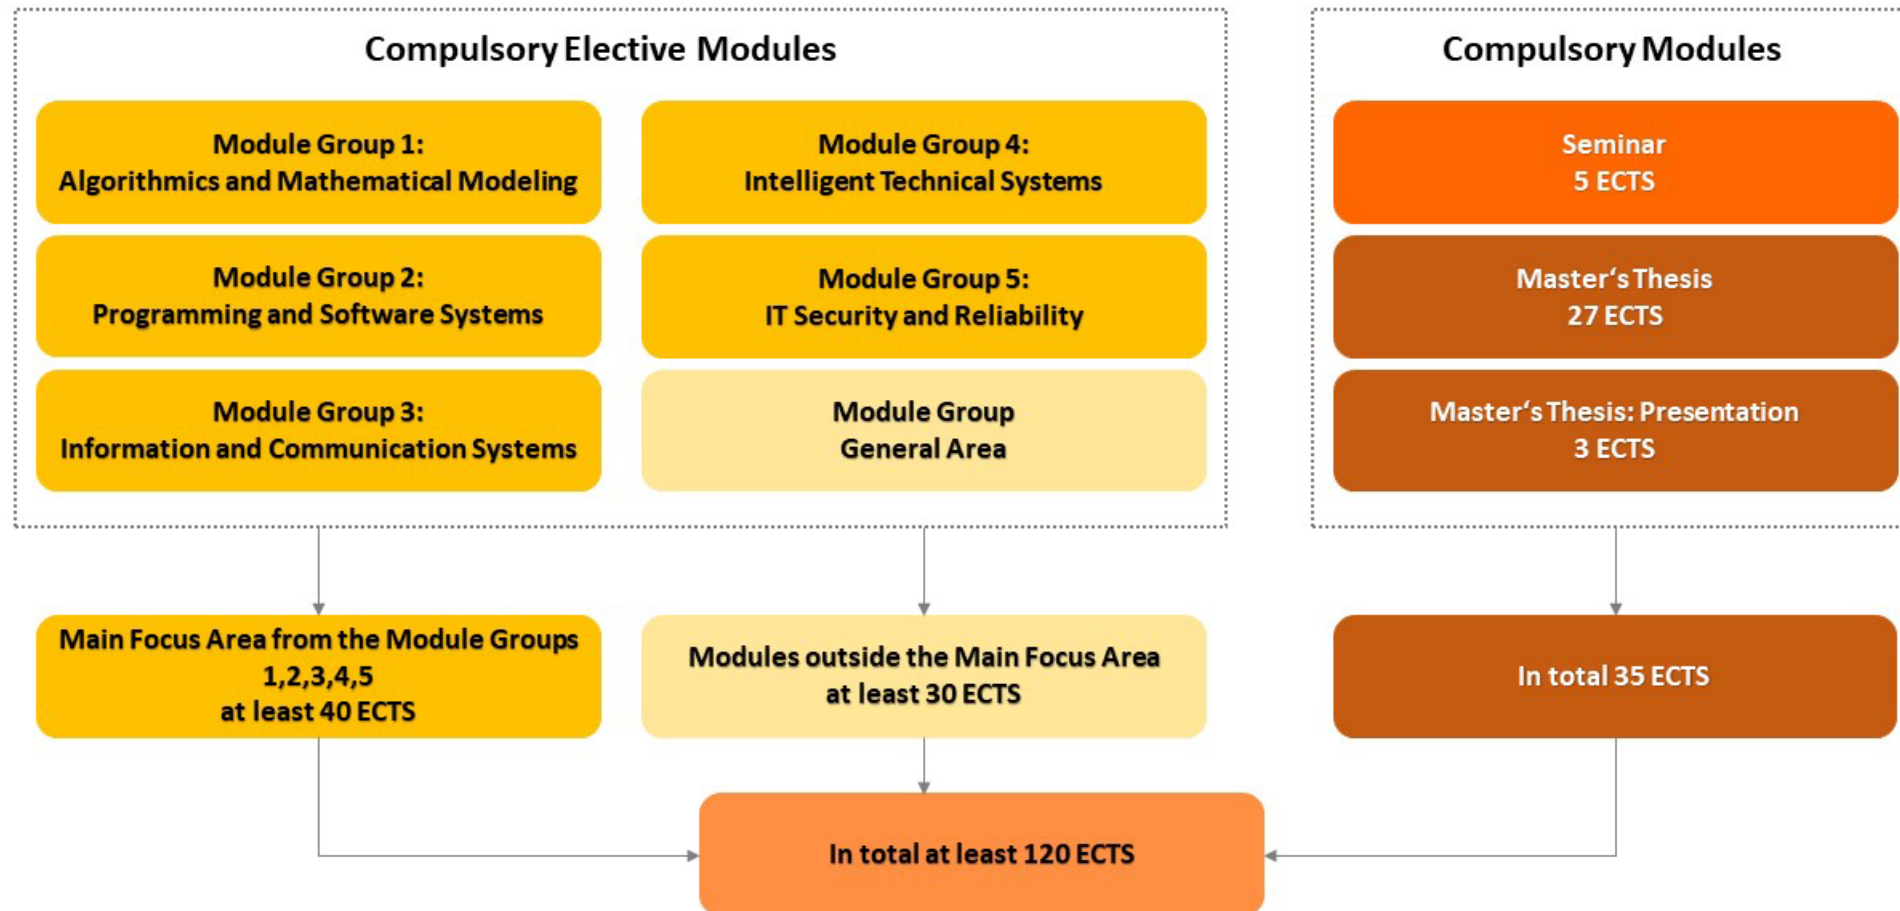 Compulsory Elective Modules
Module Group 1:
Algorithmics and Mathematical Modeling
Module Group 2:
Programming and Software Systems
Module Group 3:
Information and Communication Systems
Module Group 4:
Intelligent Technical Systems
Module Group 5:
IT Security and Reliability
Module Group
General Area
Compulsory Modules
Seminar
5 ECTS
Master‘s Thesis
27 ECTS
Master‘s Thesis: Presentation
3 ECTS
Main Focus Area from the Module Groups
1,2,3,4,5
at least 40 ECTS
Modules outside the Main Focus Area
at least 30 ECTS
In total 35 ECTS
In total at least 120 ECTS